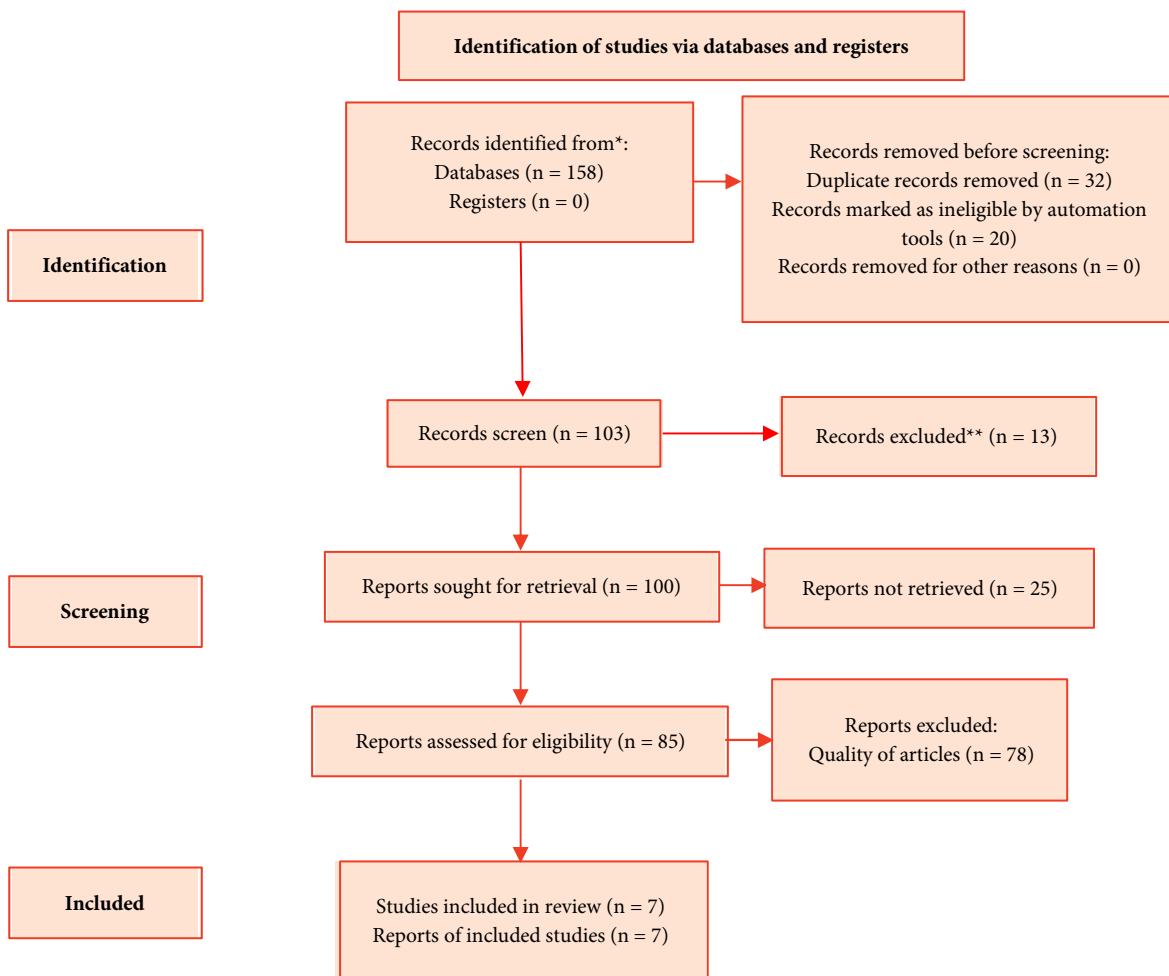 Identification of studies via databases and registers
Records identified from*:
Databases (n = 158)
Registers (n = 0)
Records removed before screening:
Duplicate records removed (n = 32)
Records marked as ineligible by automation
tools (n = 20)
Records removed for other reasons (n = 0)
Identification
Records screen (n = 103)
Records excluded** (n = 13)
Screening
Reports sought for retrieval (n = 100)
Reports not retrieved (n = 25)
Reports assessed for eligibility (n = 85)
Reports excluded:
Quality of articles (n = 78)
Included
Studies included in review (n = 7)
Reports of included studies (n = 7)